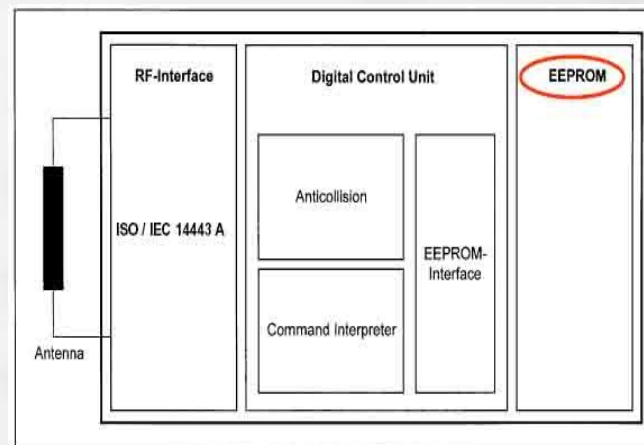 RF-Interface
ISO / IEC 14443 A
Antenna
Digital Control Unit
Anticollision
Command Interpreter
EEPROM-
Interface
EEPROM